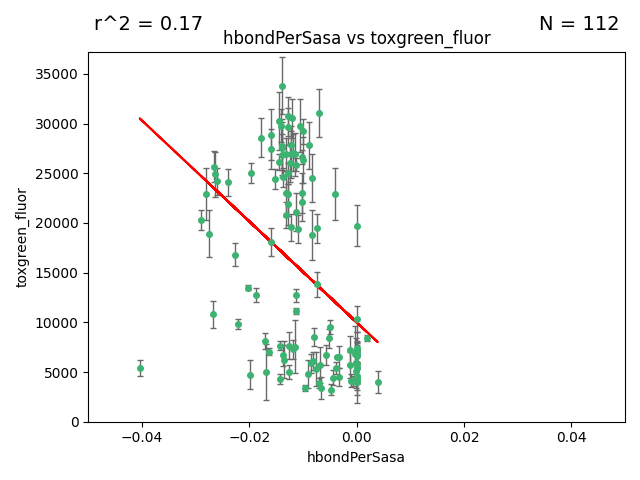 r^2 = 0.17
N = 112
hbondPerSasa vs toxgreen_fluor
35000
30000
25000
20000
15000
10000
5000
0
toxgreen_fluor
−0.04
−0.02
0.00
0.02
0.04
hbondPerSasa